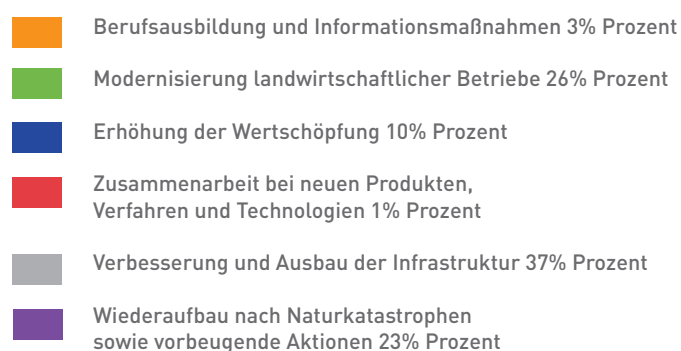 Berufsausbildung und Informationsmaßnahmen 3% Prozent
Modernisierung landwirtschaftlicher Betriebe 26% Prozent
Erhöhung der Wertschöpfung 10% Prozent
Zusammenarbeit bei neuen Produkten,
Verfahren und Technologien 1% Prozent
Verbesserung und Ausbau der Infrastruktur 37% Prozent
Wiederaufbau nach Naturkatastrophen
sowie vorbeugende Aktionen 23% Prozent